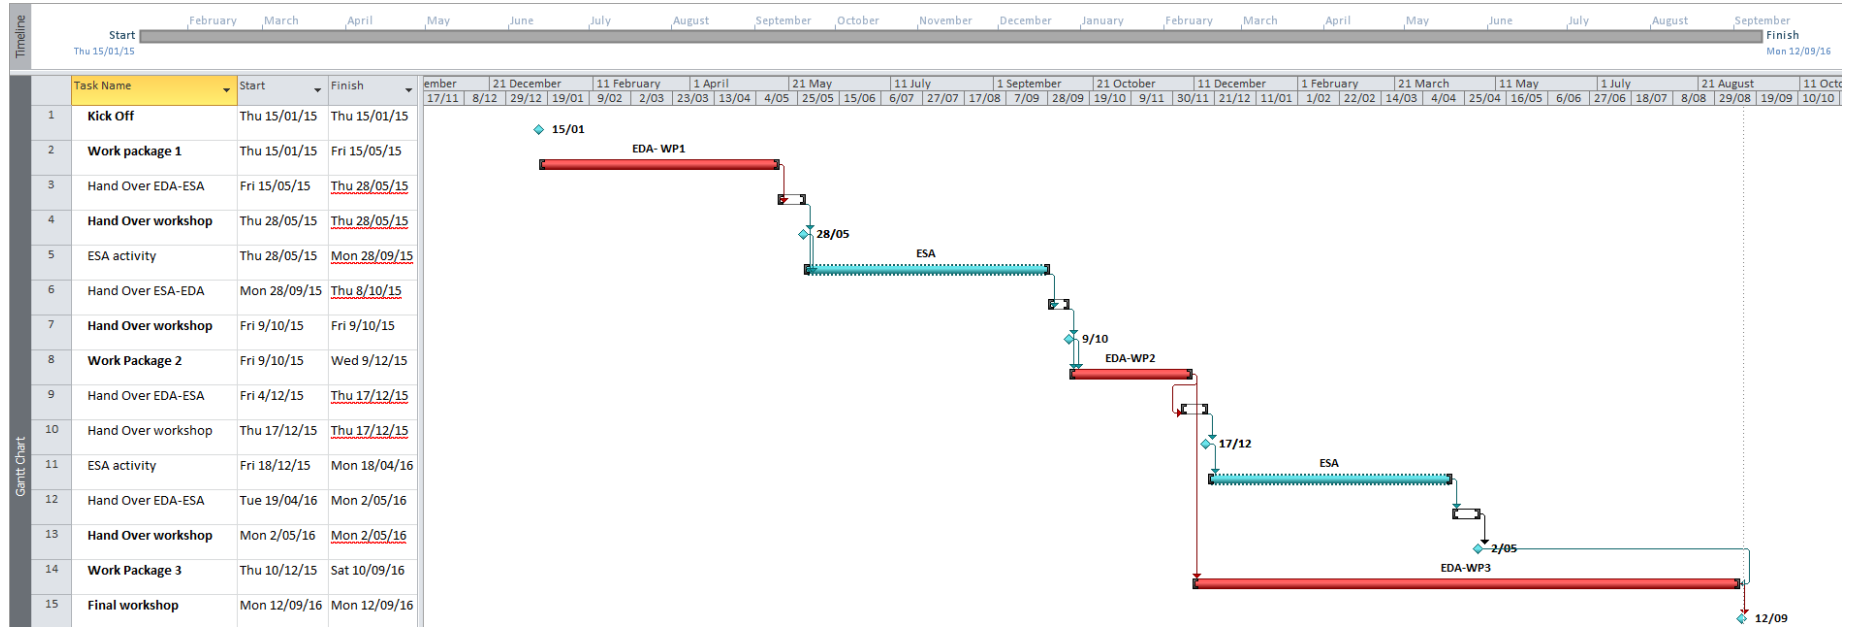 Timeline
February March April May June July August September October November December January February March April May June July August September
Start
Thu 15/01/15
Finish
Mon 12/09/16
Gantt Chart
Task Name Start Finish
ember 21 December 11 February 1 April 21 May 11 July 1 September 21 October 11 December 1 February 21 March 11 May 1 July 21 August 11 Octo
17/11 8/12 29/12 19/01 9/02 2/03 23/03 13/04 4/05 25/05 15/06 6/07 27/07 17/08 7/09 28/09 19/10 9/11 30/11 21/12 11/01 1/02 22/02 14/03 4/04 25/04 16/05 6/06 27/06 18/07 8/08 29/08 19/09 10/10
1 Kick Off Thu 15/01/15 Thu 15/01/15
15/01
2 Work package 1 Thu 15/01/15 Fri 15/05/15
EDA- WP1
3 Hand Over EDA-ESA Fri 15/05/15 Thu 28/05/15
4 Hand Over workshop Thu 28/05/15 Thu 28/05/15
28/05
5 ESA activity Thu 28/05/15 Mon 28/09/15
ESA
6 Hand Over ESA-EDA Mon 28/09/15 Thu 8/10/15
7 Hand Over workshop Fri 9/10/15 Fri 9/10/15
9/10
8 Work Package 2 Fri 9/10/15 Wed 9/12/15
EDA-WP2
9 Hand Over EDA-ESA Fri 4/12/15 Thu 17/12/15
10 Hand Over workshop Thu 17/12/15 Thu 17/12/15
17/12
11 ESA activity Fri 18/12/15 Mon 18/04/16
ESA
12 Hand Over EDA-ESA Tue 19/04/16 Mon 2/05/16
13 Hand Over workshop Mon 2/05/16 Mon 2/05/16
2/05
14 Work Package 3 Thu 10/12/15 Sat 10/09/16
EDA-WP3
15 Final workshop Mon 12/09/16 Mon 12/09/16
12/09